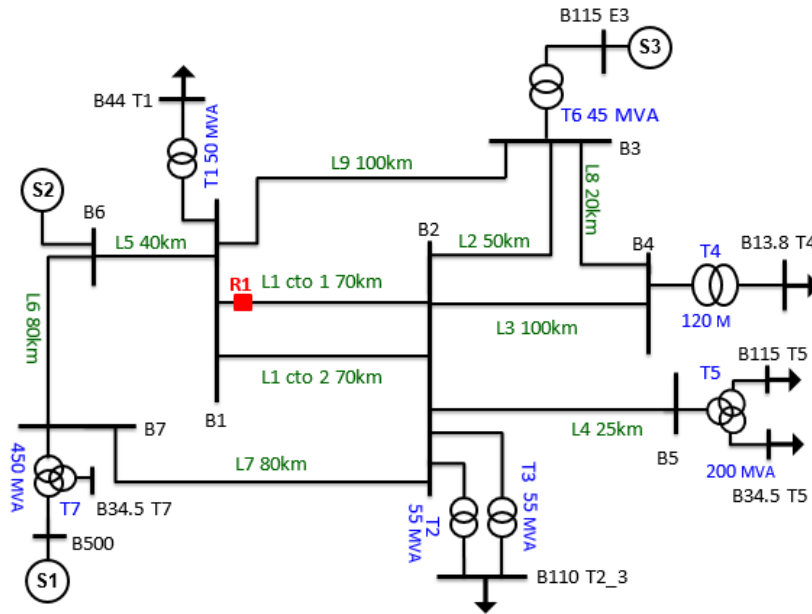 B115 E3
S3
B44 T1
T1 50 MVA
T6 45 MVA
B3
L9 100km
L8 20km
S2
B6
B2
L5 40km
L2 50km
B4
T4
B13.8 T4
R1
L1 cto 1 70km
L6 80km
L3 100km
120 M
L1 cto 2 70km
B115 T5
T5
B1
B7
L4 25km
B5
200 MVA
B34.5 T5
450 MVA
T7
B34.5 T7
L7 80km
T2
55 MVA
T3 55 MVA
B500
B110 T2_3
S1